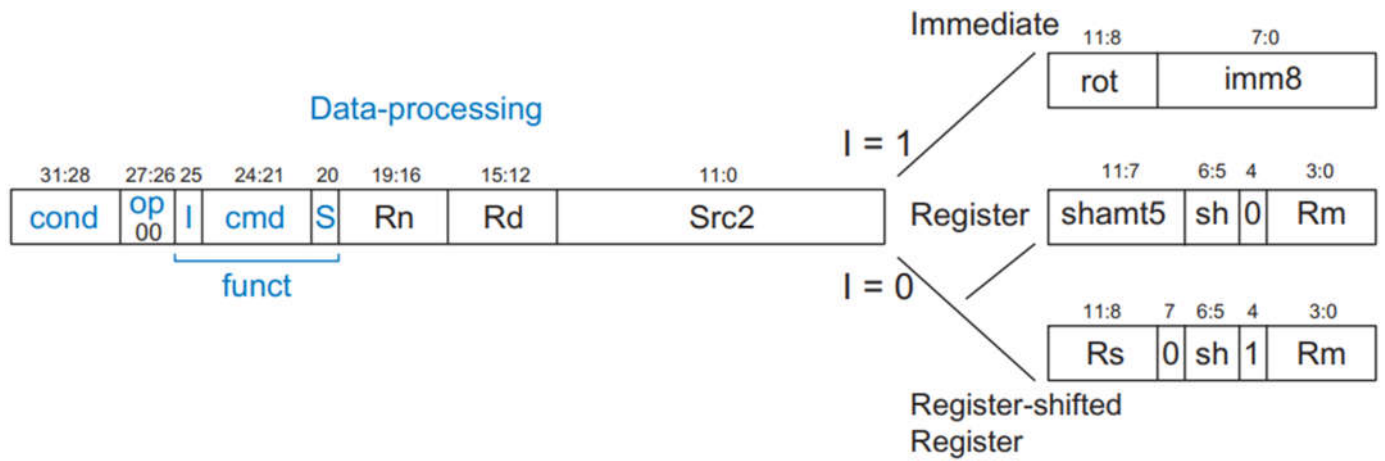 Data-processing
31:28 27:26 25 24:21 20 19:16 15:12 11:0
cond op 00 I cmd S Rn Rd Src2
funct
I = 1
I = 0
Immediate
11:8 7:0
rot imm8
Register
11:7 6:5 4 3:0
shamt5 sh 0 Rm
11:8 7 6:5 4 3:0
Rs 0 sh 1 Rm
Register-shifted
Register